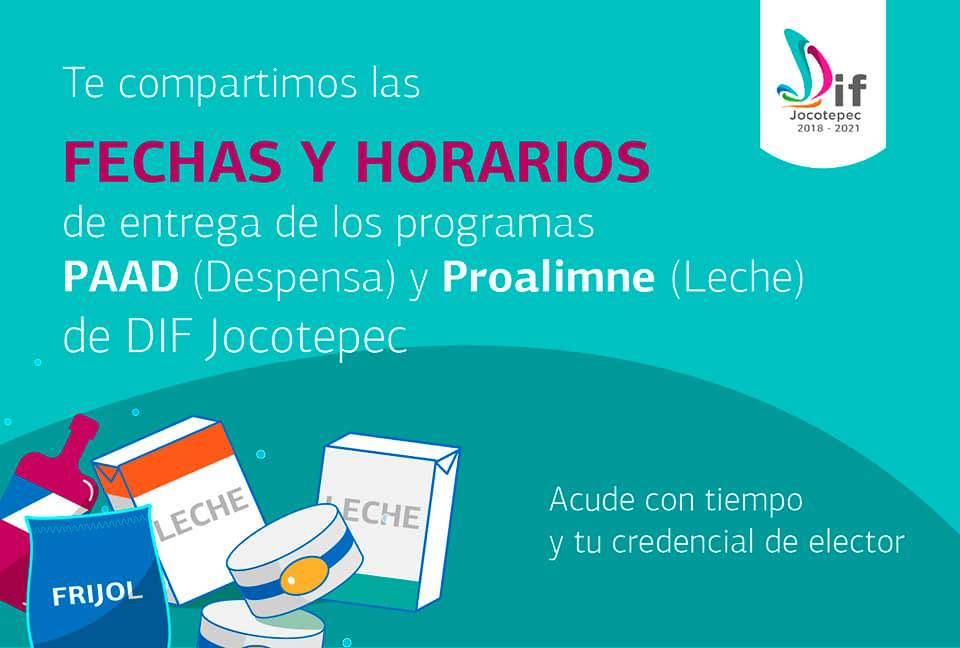 Te compartimos las
FECHAS Y HORARIOS
de entrega de los programas
PAAD (Despensa) y Proalimne (Leche)
de DIF Jocotepec
Dif
Jocotepec
2018 - 2021
LECHE
LECHE
FRIJOL
Acude con tiempo
y tu credencial de elector